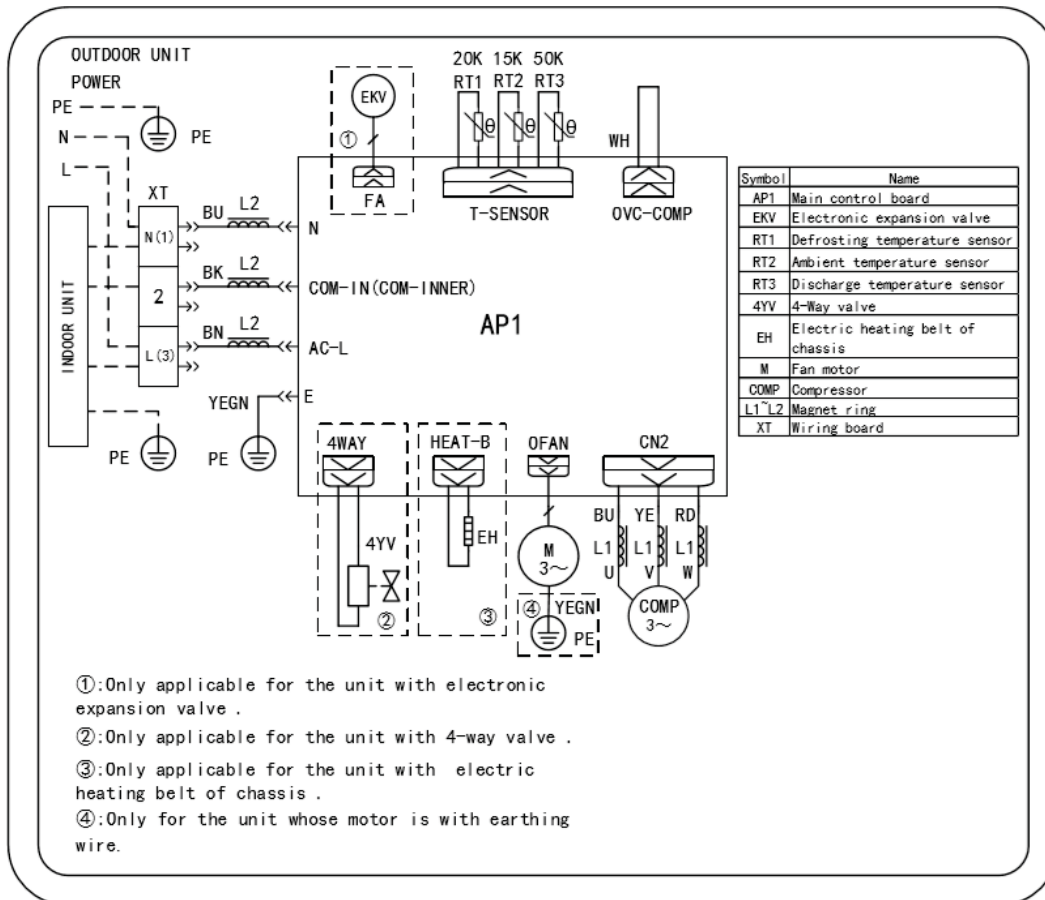 OUTDOOR UNIT
POWER
PE
PE
N
L
XT
N(1)
2
L(3)
INDOOR UNIT
PE
BU L2
BK L2
BN L2
YEGN
PE
N
COM-IN(COM-INNER)
AC-L
E
AP1
EKV
①
FA
20K 15K 50K
RT1 RT2 RT3
θ θ θ
T-SENSOR
WH
OVC-COMP
4WAY
4YV
②
HEAT-B
EH
③
OFAN
M
3～
④ YEGN
PE
CN2
BU YE RD
L1 L1 L1
U V W
COMP
3～
Symbol Name
AP1 Main control board
EKV Electronic expansion valve
RT1 Defrosting temperature sensor
RT2 Ambient temperature sensor
RT3 Discharge temperature sensor
4YV 4-Way valve
EH Electric heating belt of
chassis
M Fan motor
COMP Compressor
L1~L2 Magnet ring
XT Wiring board
①:Only applicable for the unit with electronic
expansion valve .
②:Only applicable for the unit with 4-way valve .
③:Only applicable for the unit with electric
heating belt of chassis .
④:Only for the unit whose motor is with earthing
wire.